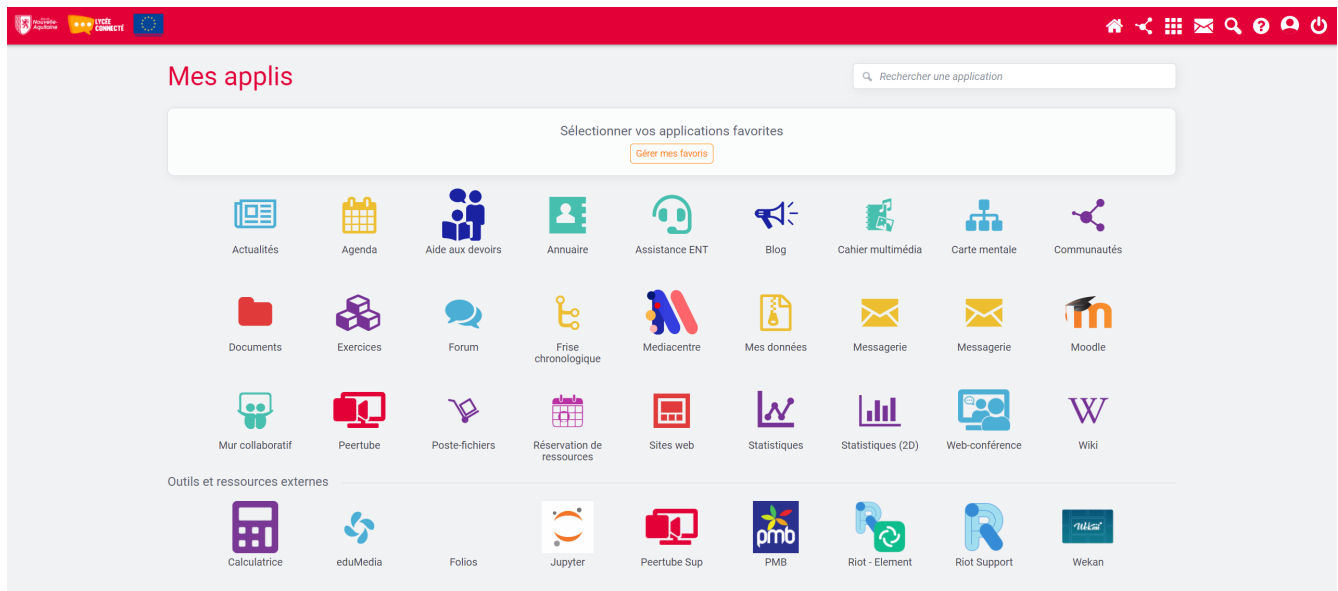 RÉGION
Nouvelle-
Aquitaine
LYCÉE
CONNECTÉ
Mes applis
Rechercher une application
Sélectionner vos applications favorites
Gérer mes favoris
Actualités
Agenda
Aide aux devoirs
Annuaire
Assistance ENT
Blog
Cahier multimédia
Carte mentale
Communautés
Documents
Exercices
Forum
Frise
chronologique
Mediacentre
Mes données
Messagerie
Messagerie
m
Moodle
Mur collaboratif
Peertube
Poste-fichiers
Réservation de
ressources
Sites web
Statistiques
Statistiques (2D)
Web-conférence
W
Wiki
Outils et ressources externes
Calculatrice
eduMedia
Folios
Jupyter
Peertube Sup
pmb
PMB
Riot - Element
Riot Support
Wekan
Wekan